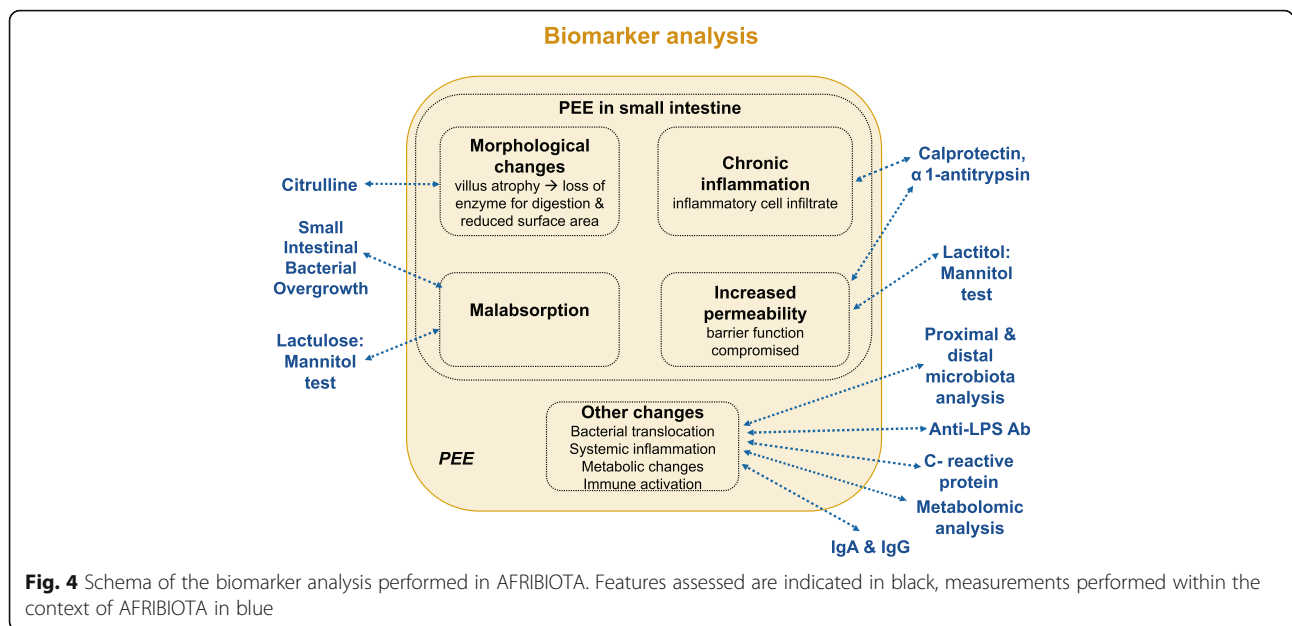 Biomarker analysis
PEE in small intestine
Morphological
changes
villus atrophy → loss of
enzyme for digestion &
reduced surface area
Chronic
inflammation
inflammatory cell infiltrate
Calprotectin,
α 1-antitrypsin
Citrulline
Small
Intestinal
Bacterial
Overgrowth
Malabsorption
Increased
permeability
barrier function
compromised
Lactitol:
Mannitol
test
Lactulose:
Mannitol
test
Proximal &
distal
microbiota
analysis
Other changes
Bacterial translocation
Systemic inflammation
Metabolic changes
Immune activation
PEE
Anti-LPS Ab
C- reactive
protein
Metabolomic
analysis
IgA & IgG
Fig. 4 Schema of the biomarker analysis performed in AFRIBIOTA. Features assessed are indicated in black, measurements performed within the
context of AFRIBIOTA in blue